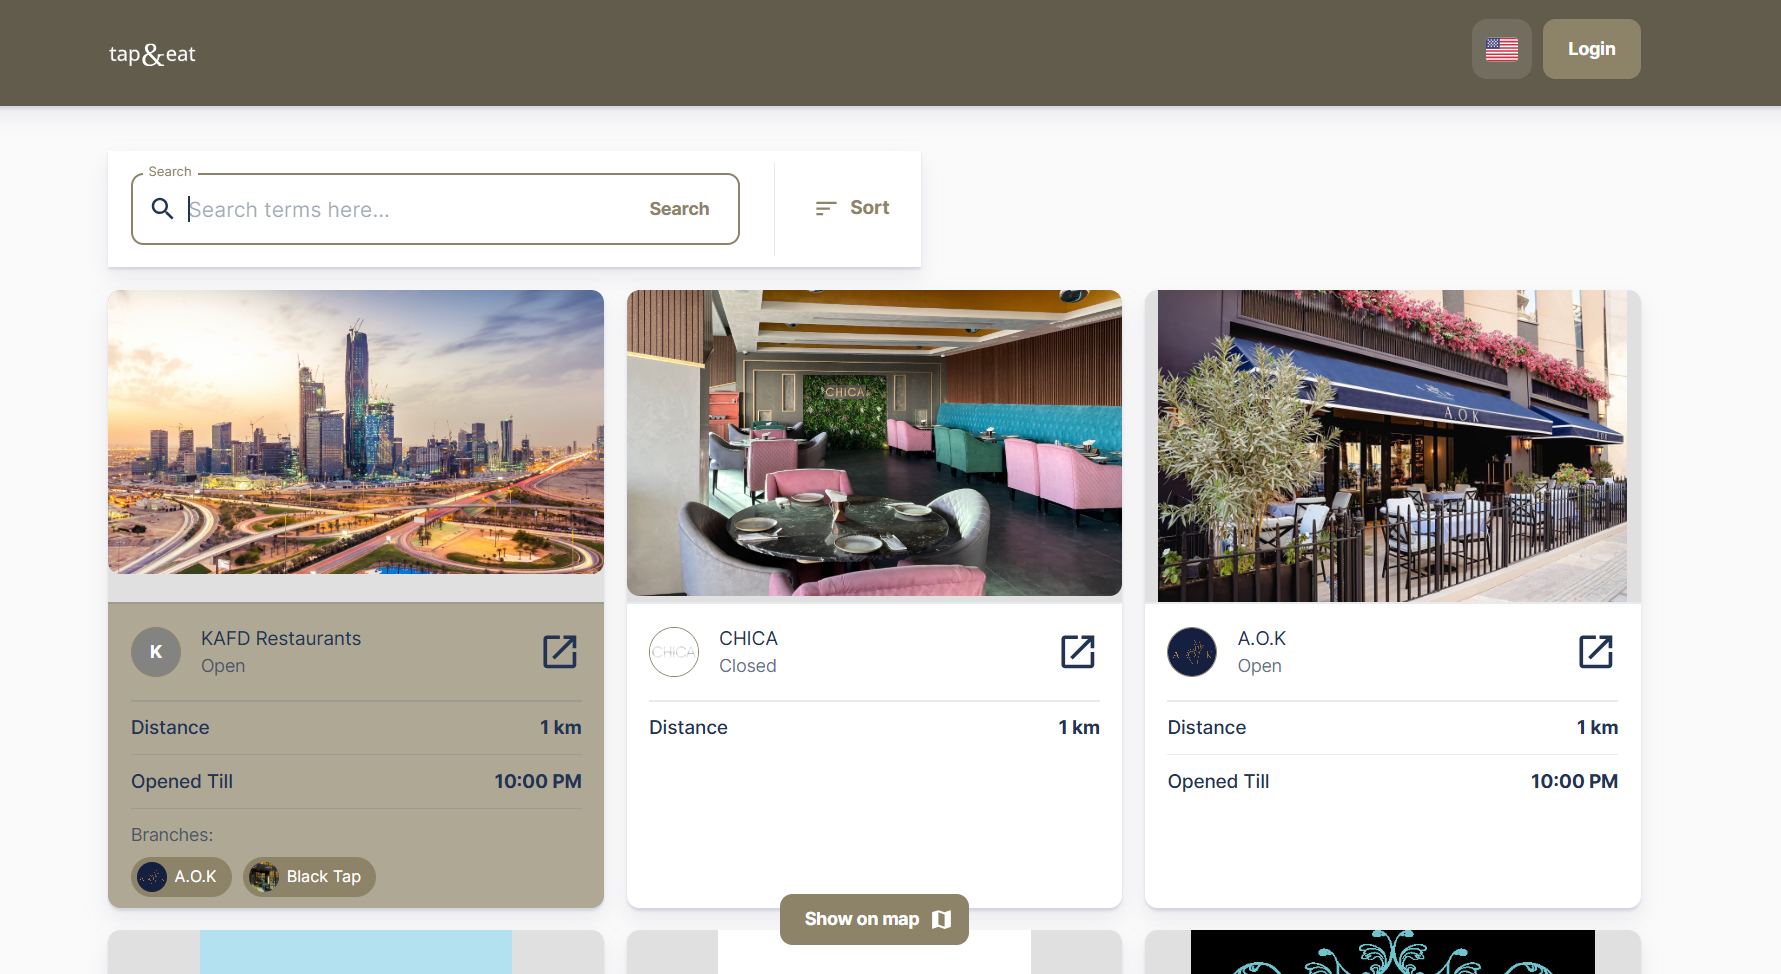 tap&eat
Login
Search
Search terms here...
Search
Sort
CHICA
A.O.K
K
KAFD Restaurants
Open
CHICA
CHICA
Closed
A O K
A.O.K
Open
Distance
1 km
Distance
1 km
Distance
1 km
Opened Till
10:00 PM
Opened Till
10:00 PM
Branches:
A.O.K
Black Tap
Show on map